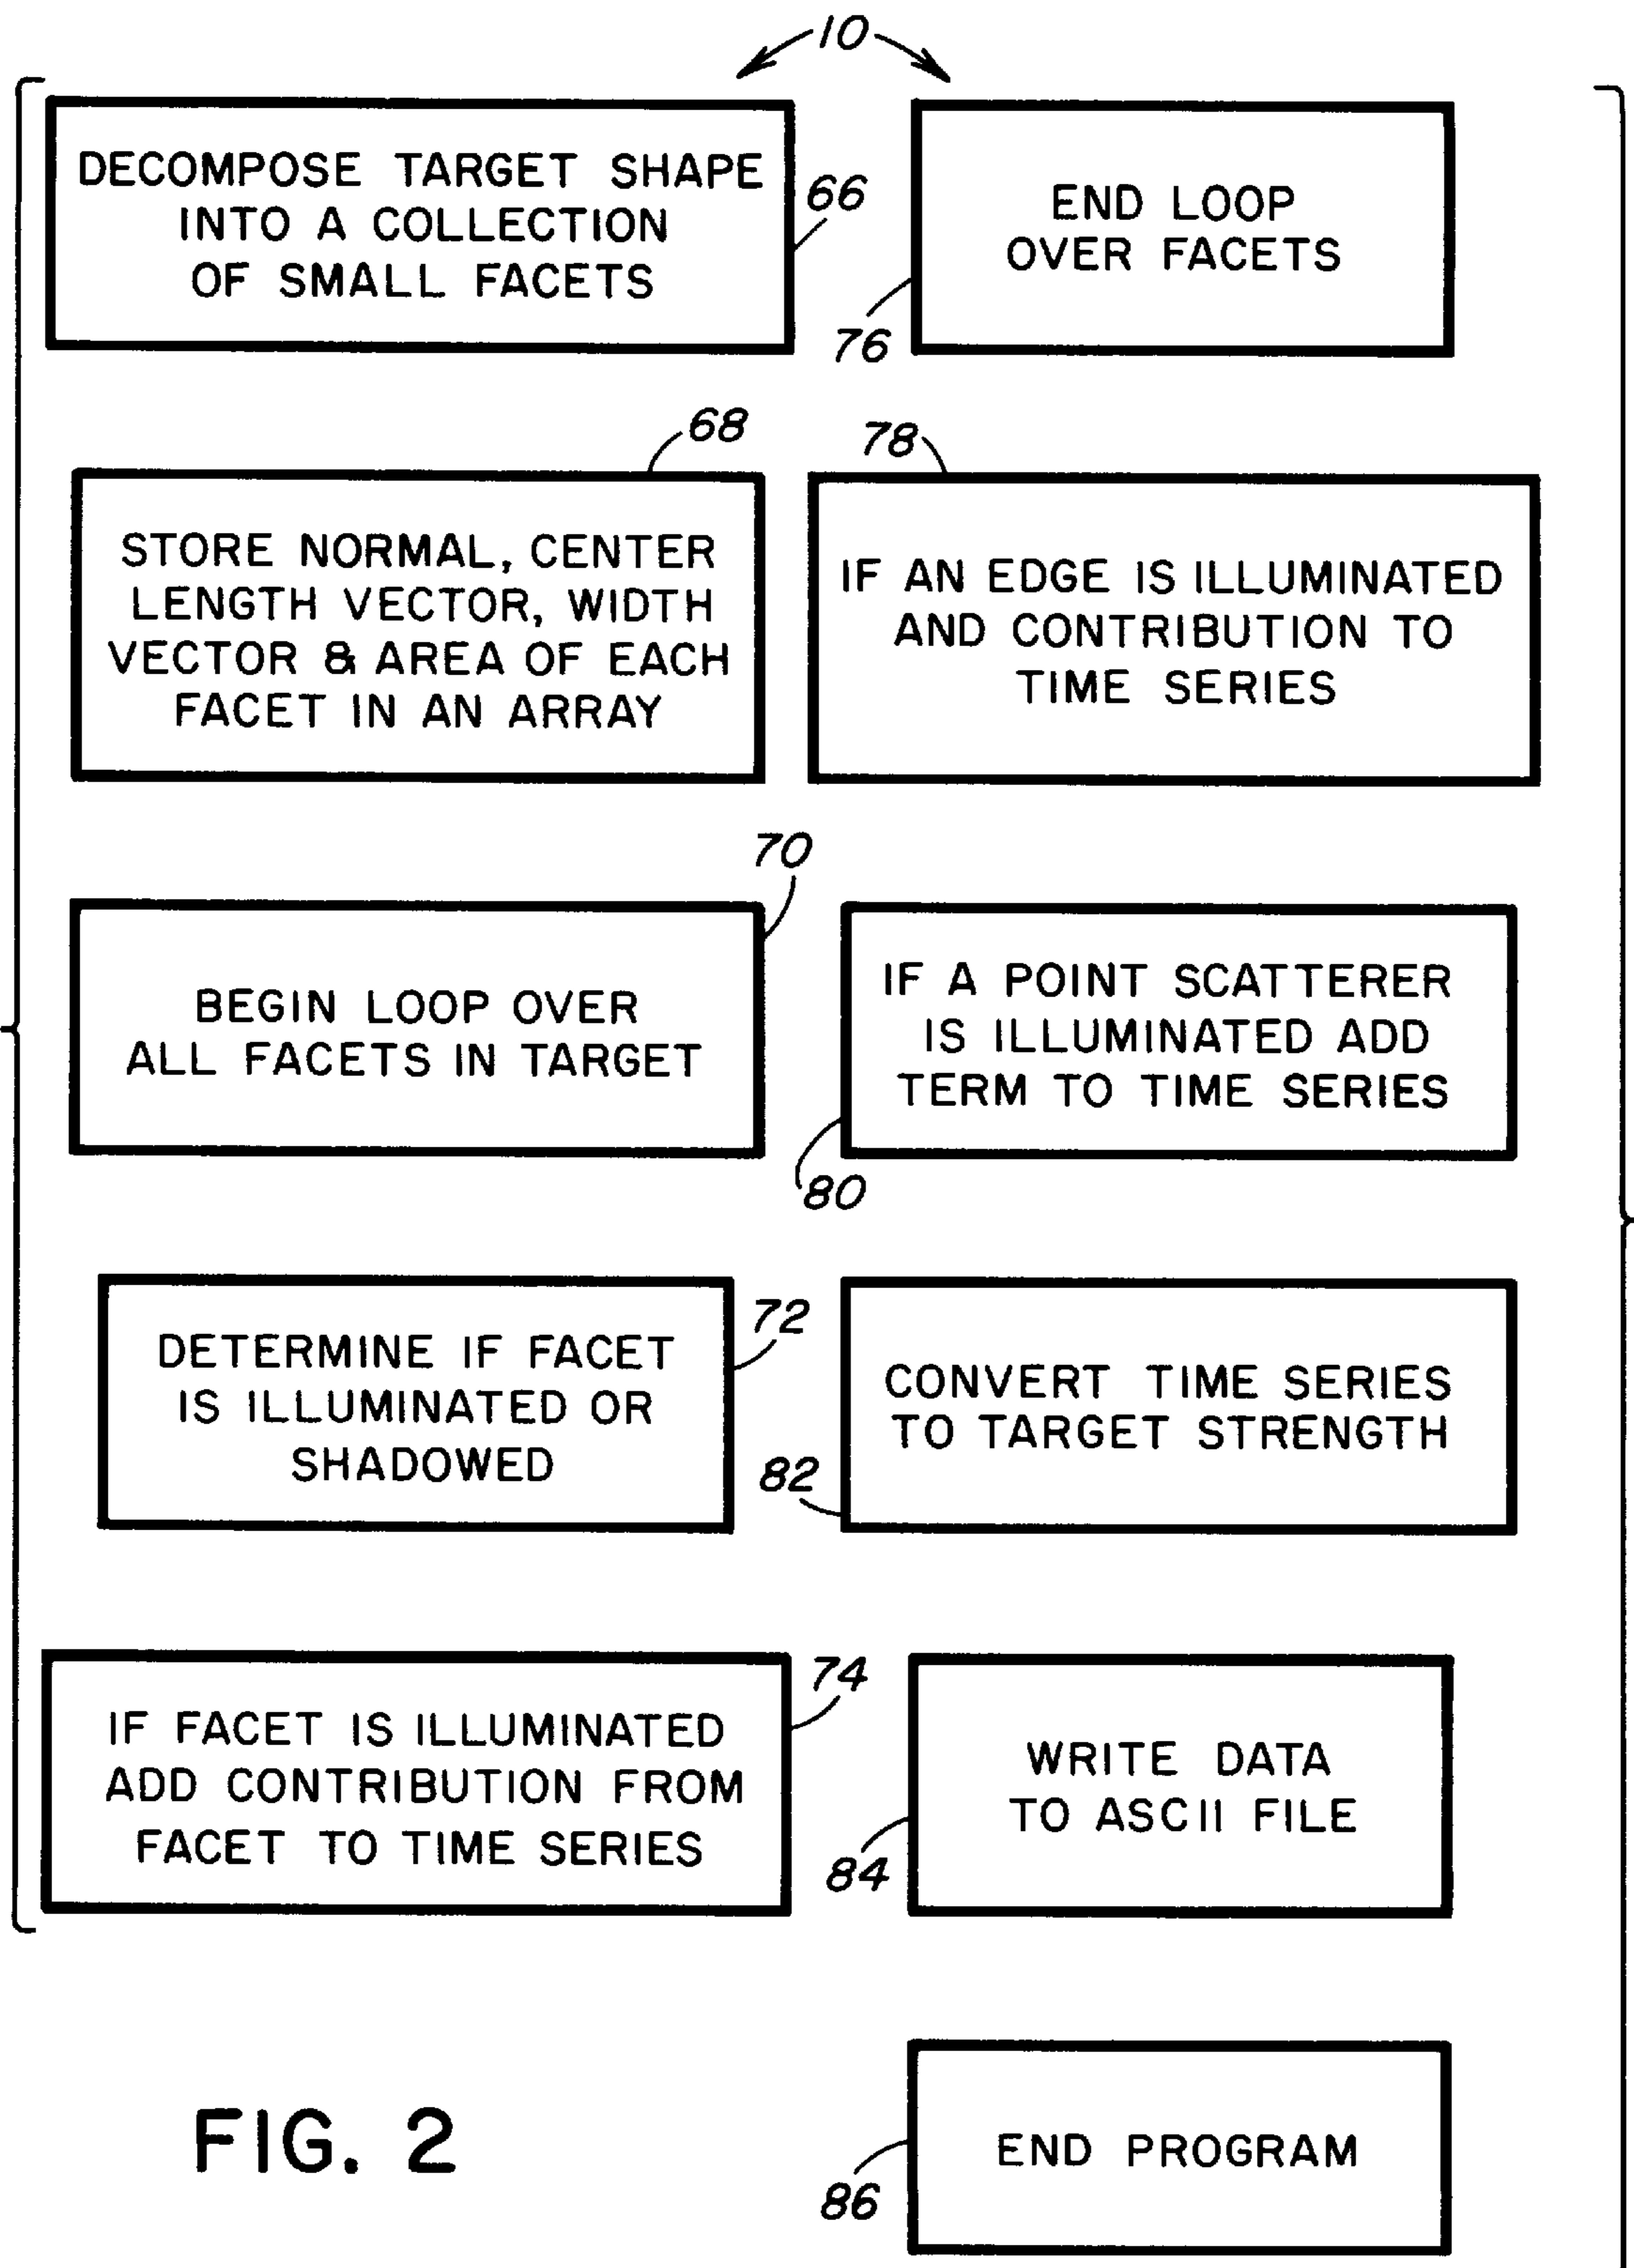 10
DECOMPOSE TARGET SHAPE
INTO A COLLECTION
OF SMALL FACETS
66
68
STORE NORMAL, CENTER
LENGTH VECTOR, WIDTH
VECTOR & AREA OF EACH
FACET IN AN ARRAY
70
BEGIN LOOP OVER
ALL FACETS IN TARGET
72
DETERMINE IF FACET
IS ILLUMINATED OR
SHADOWED
74
IF FACET IS ILLUMINATED
ADD CONTRIBUTION FROM
FACET TO TIME SERIES
END LOOP
OVER FACETS
76
78
IF AN EDGE IS ILLUMINATED
AND CONTRIBUTION TO
TIME SERIES
IF A POINT SCATTERER
IS ILLUMINATED ADD
TERM TO TIME SERIES
80
CONVERT TIME SERIES
TO TARGET STRENGTH
82
WRITE DATA
TO ASCII FILE
84
END PROGRAM
86
FIG. 2